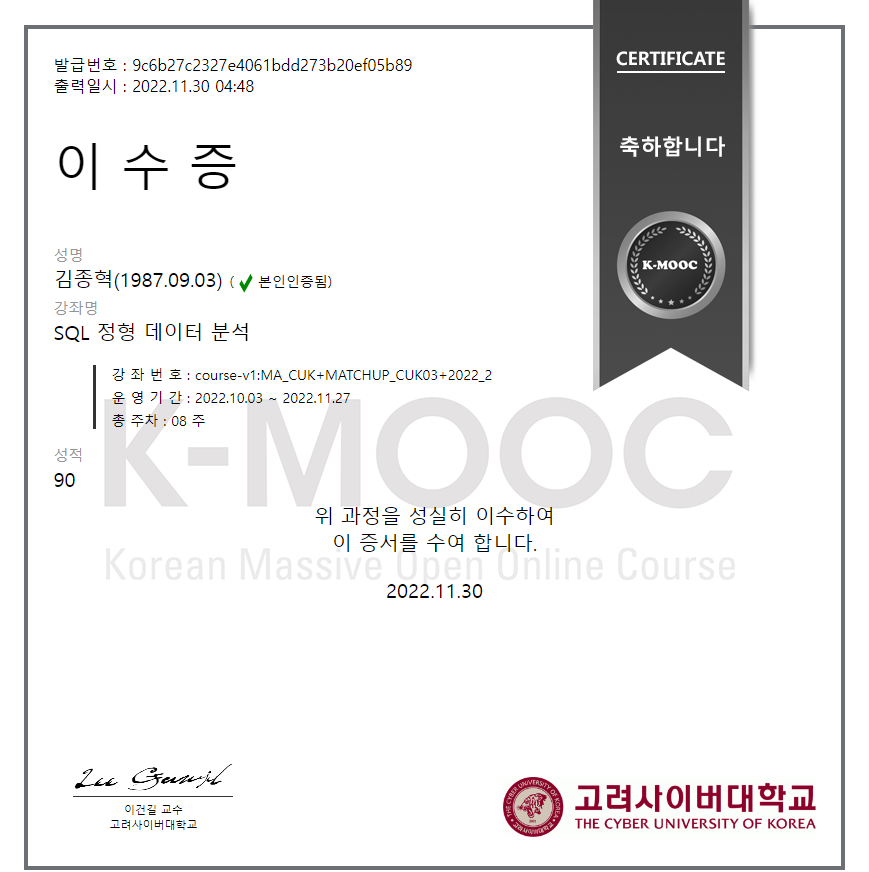 발급번호 : 9c6b27c2327e4061bdd273b20ef05b89
출력일시 : 2022.11.30 04:48
CERTIFICATE
축하합니다
K-MOOC
이 수 증
성명
김종혁(1987.09.03) ( 본인인증됨)
강좌명
SQL 정형 데이터 분석
강 좌 번 호 : course-v1:MA_CUK+MATCHUP_CUK03+2022_2
운 영 기 간 : 2022.10.03 ~ 2022.11.27
총 주차 : 08 주
K-MOOC
성적
90
위 과정을 성실히 이수하여
이 증서를 수여 합니다.
Korean Massive Open Online Course
2022.11.30
이건길 교수
고려사이버대학교
THE CYBER UNIVERSITY OF KOREA
고려사이버대학교
THE CYBER UNIVERSITY OF KOREA